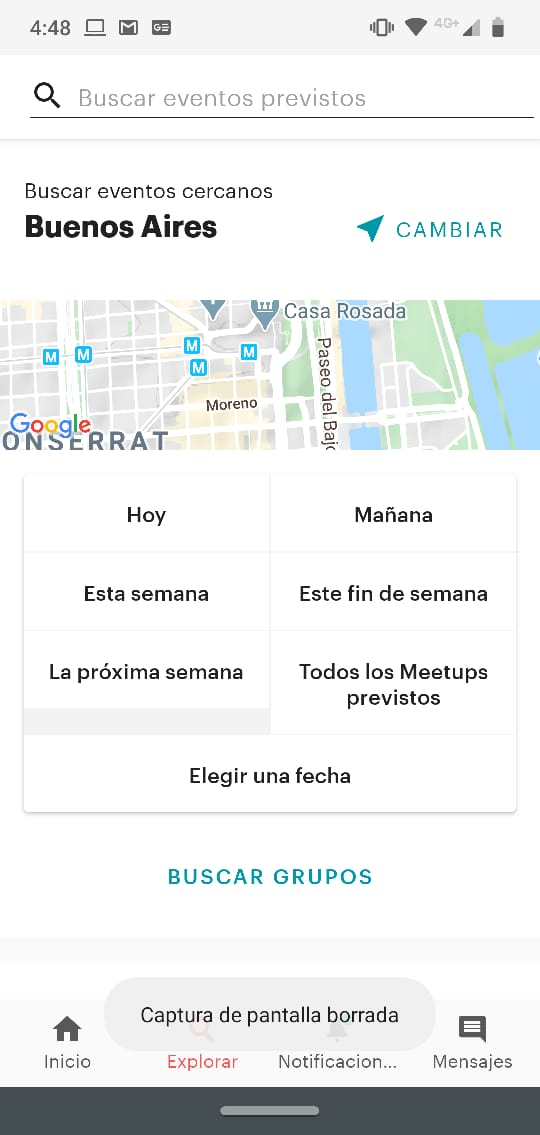 4:48
GE
4G+
Buscar eventos previstos
Buscar eventos cercanos
Buenos Aires
CAMBIAR
Casa Rosada
M
M
M
M
M
Moreno
Paseo del Bajo
Google
ONSERRAT
Hoy
Mañana
Esta semana
Este fin de semana
La próxima semana
Todos los Meetups
previstos
Elegir una fecha
BUSCAR GRUPOS
Captura de pantalla borrada
Inicio
Explorar
Notificacion...
Mensajes